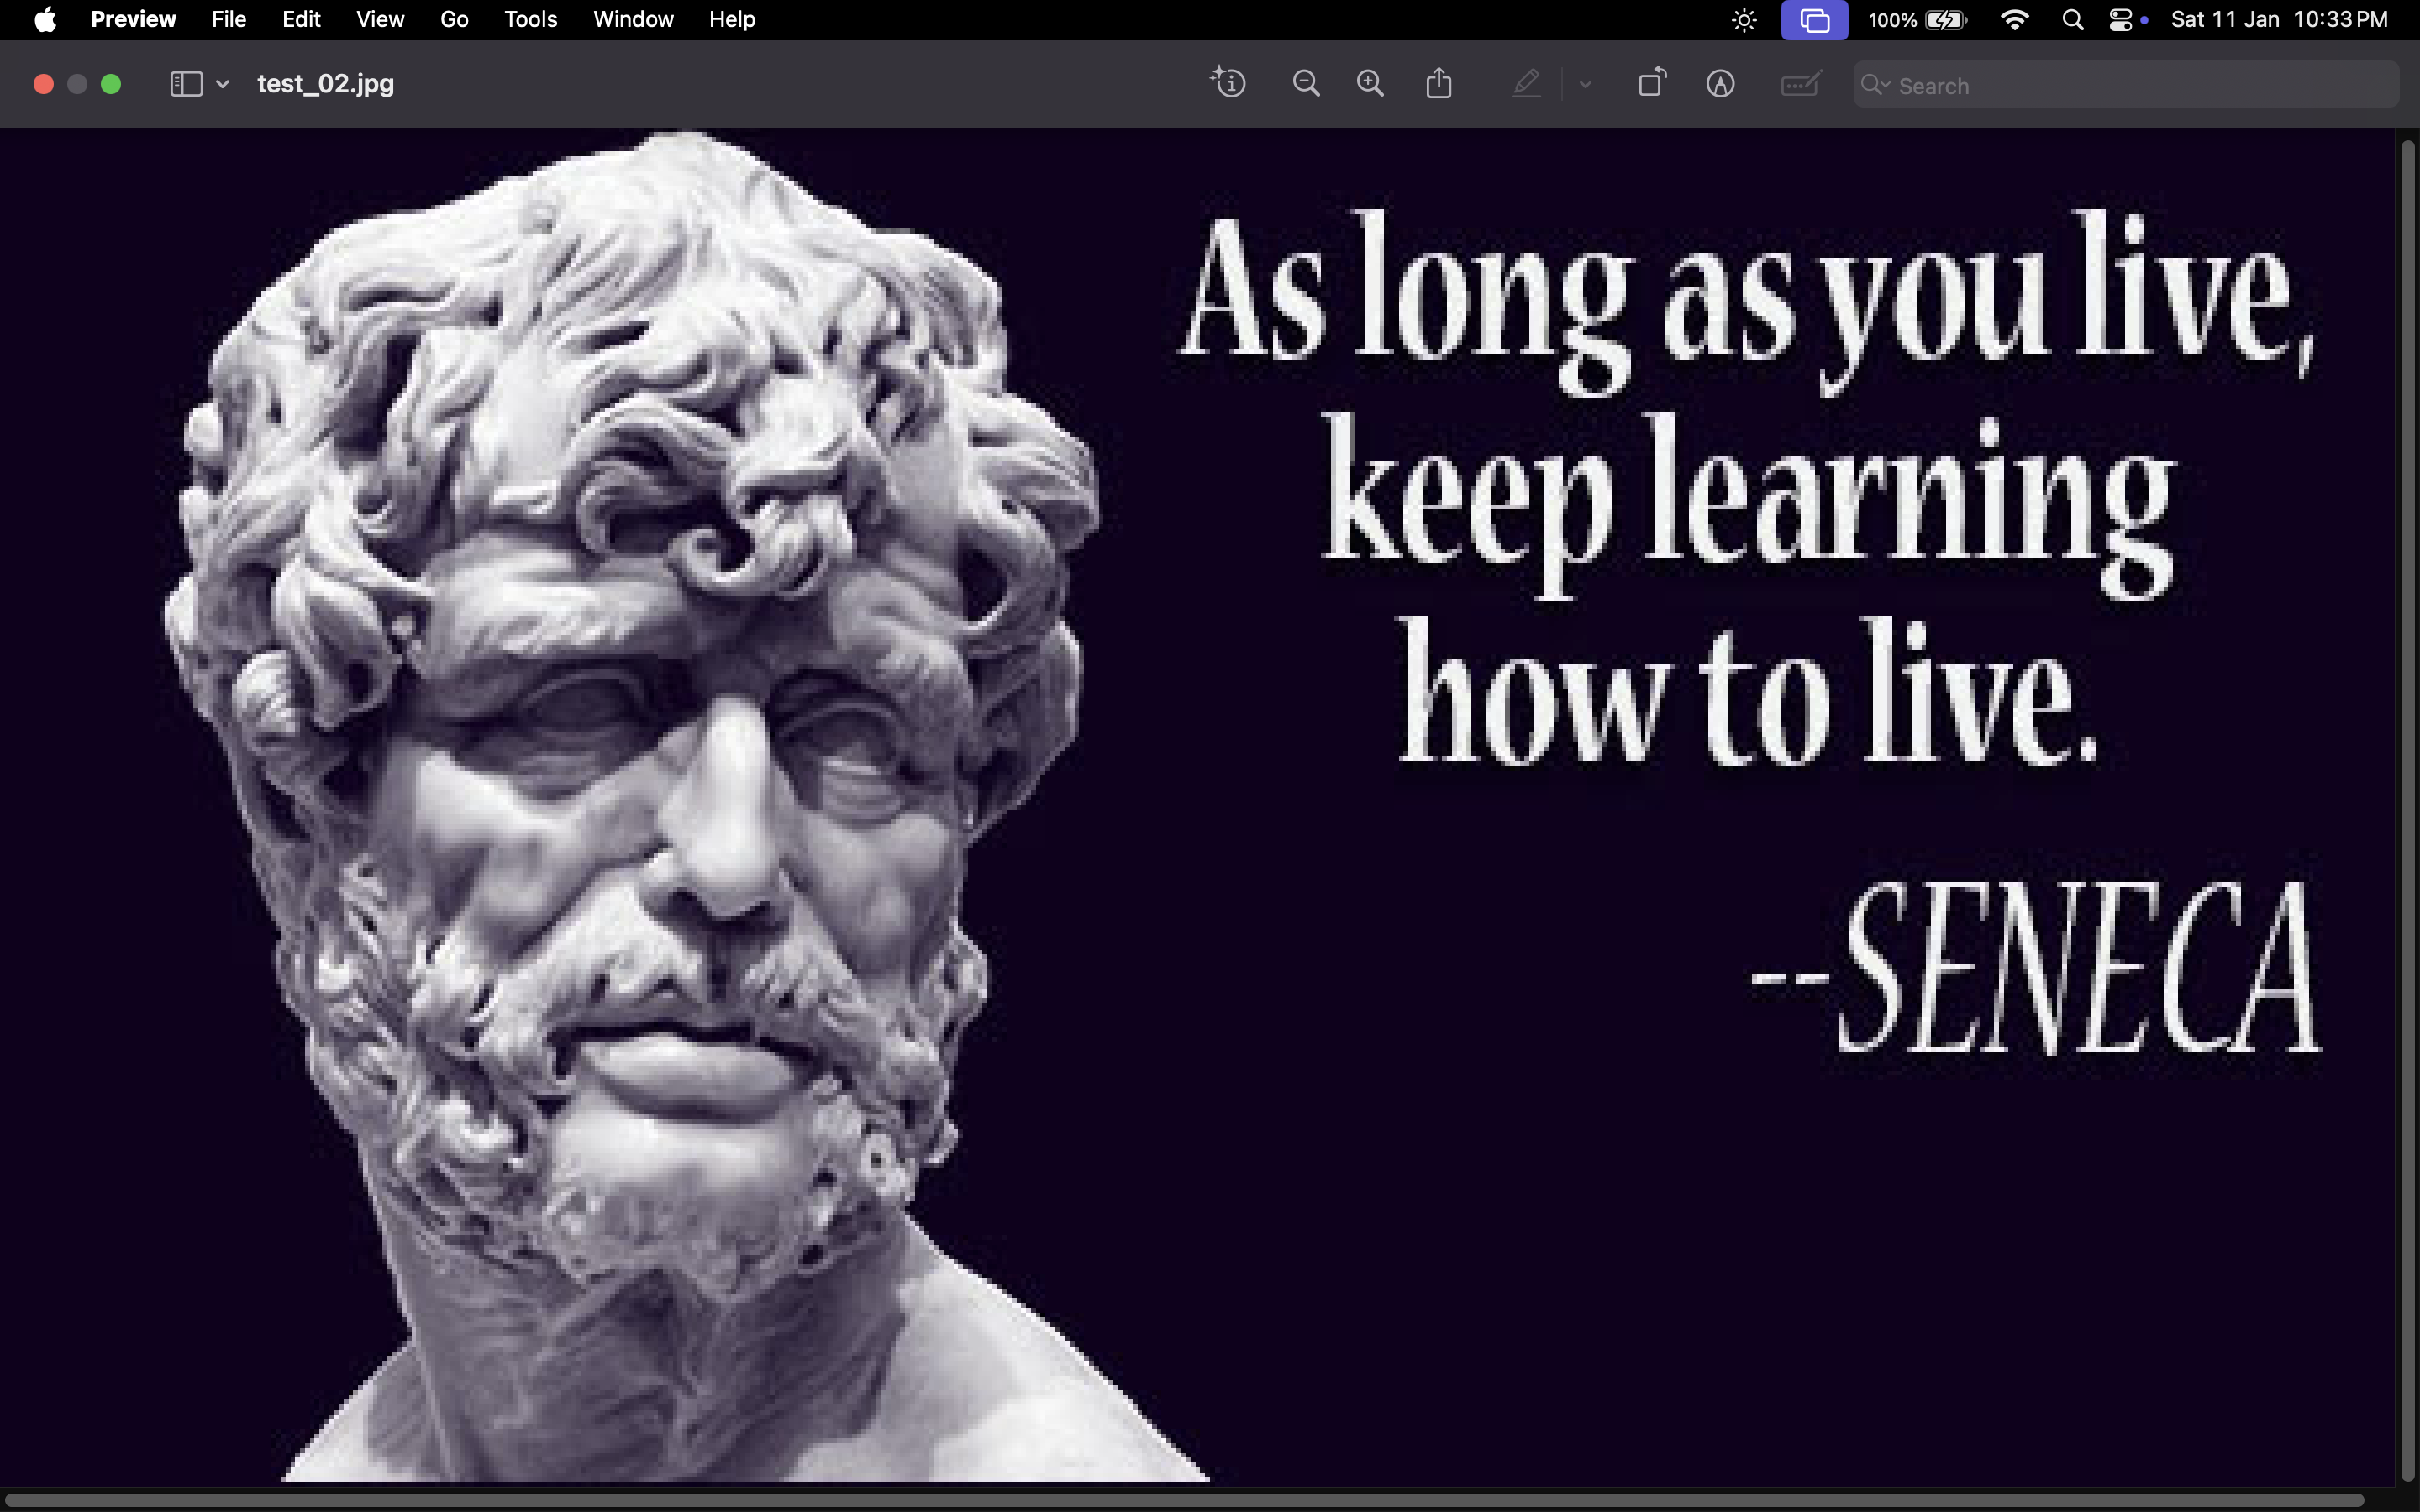 Preview File Edit View Go Tools Window Help 100% Sat 11 Jan 10:33 PM
test_02.jpg Search
As long as you live,
keep learning
how to live.
--SENECA